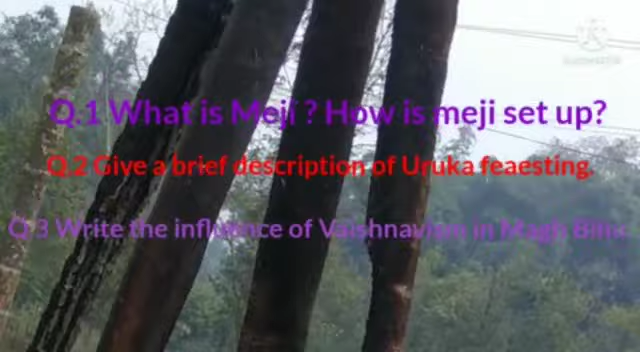 Q.1 What is Meji ? How is meji set up?
Q.2 Give a brief description of Uruka feaesting.
Q.3 Write the influence of Vaishnavism in Magh Bihu